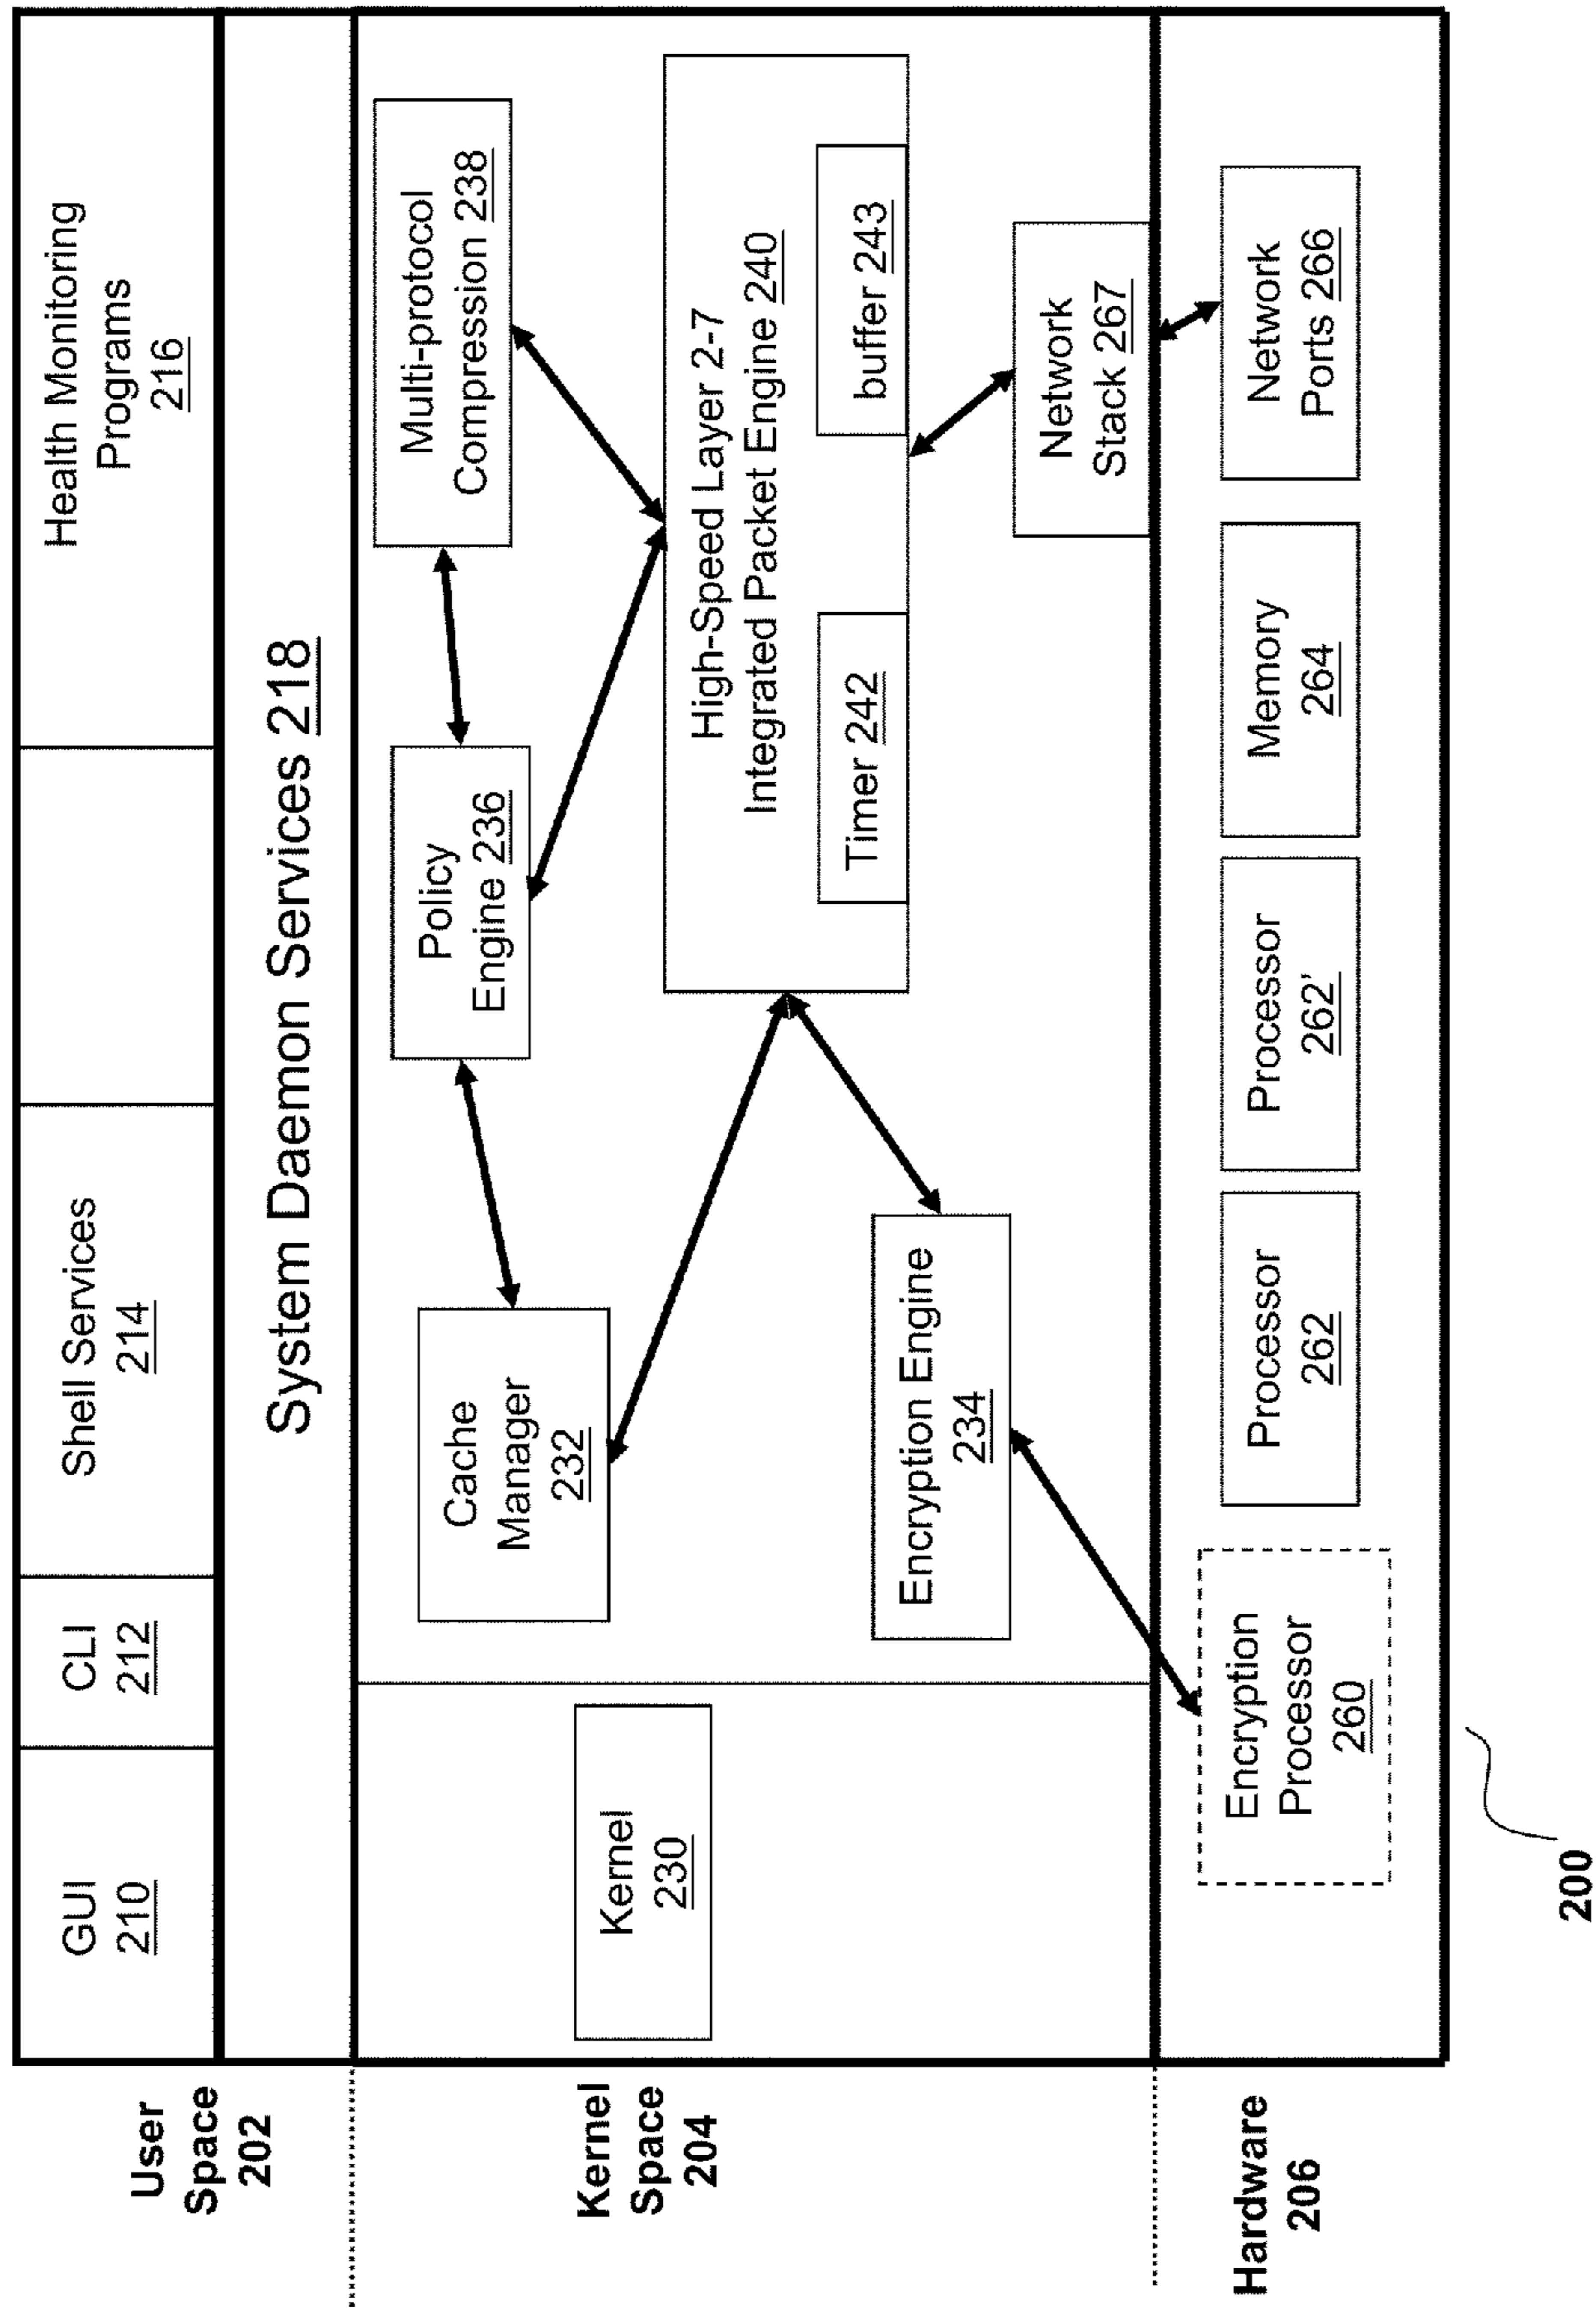 User
Space
202
GUI
210
CLI
212
Shell Services
214
Health Monitoring
Programs
216
System Daemon Services 218
Kernel
Space
204
Kernel
230
Cache
Manager
232
Policy
Engine 236
Multi-protocol
Compression 238
High-Speed Layer 2-7
Integrated Packet Engine 240
Timer 242
buffer 243
Encryption Engine
234
Network
Stack 267
Hardware
206
Encryption
Processor
260
Processor
262
Processor
262’
Memory
264
Network
Ports 266
200